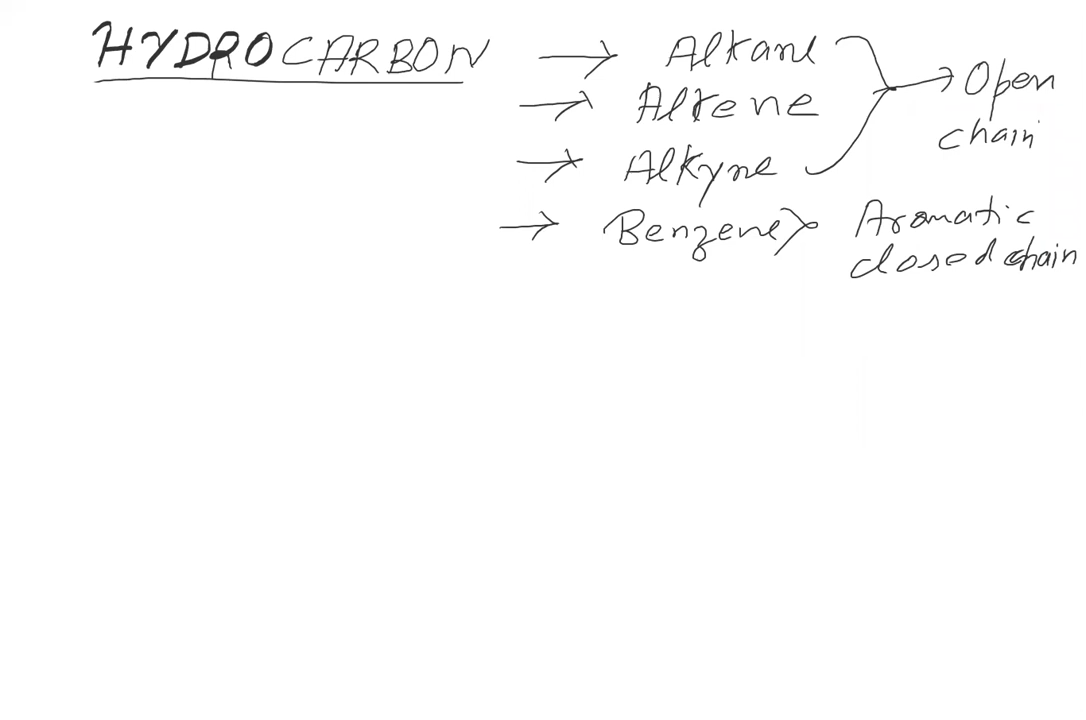 HYDROCARBON → Alkane
→ Alkene
→ Alkyne
→ Open
chain
→ Benzene > Aromatic
closed chain